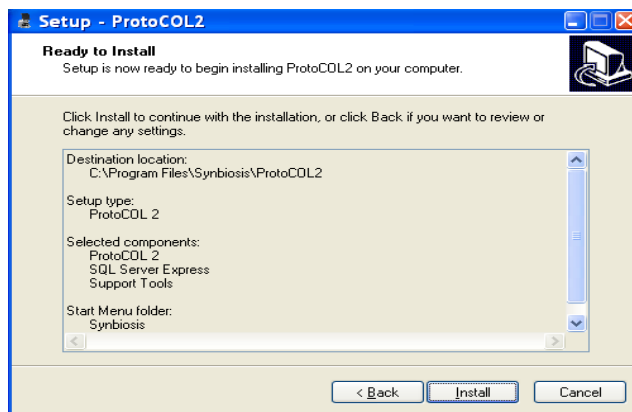 Setup - ProtoCOL2
Ready to Install
Setup is now ready to begin installing ProtoCOL2 on your computer.
Click Install to continue with the installation, or click Back if you want to review or
change any settings.
Destination location:
C:\Program Files\Synbiosis\ProtoCOL2
Setup type:
ProtoCOL 2
Selected components:
ProtoCOL 2
SQL Server Express
Support Tools
Start Menu folder:
Synbiosis
< Back
Install
Cancel